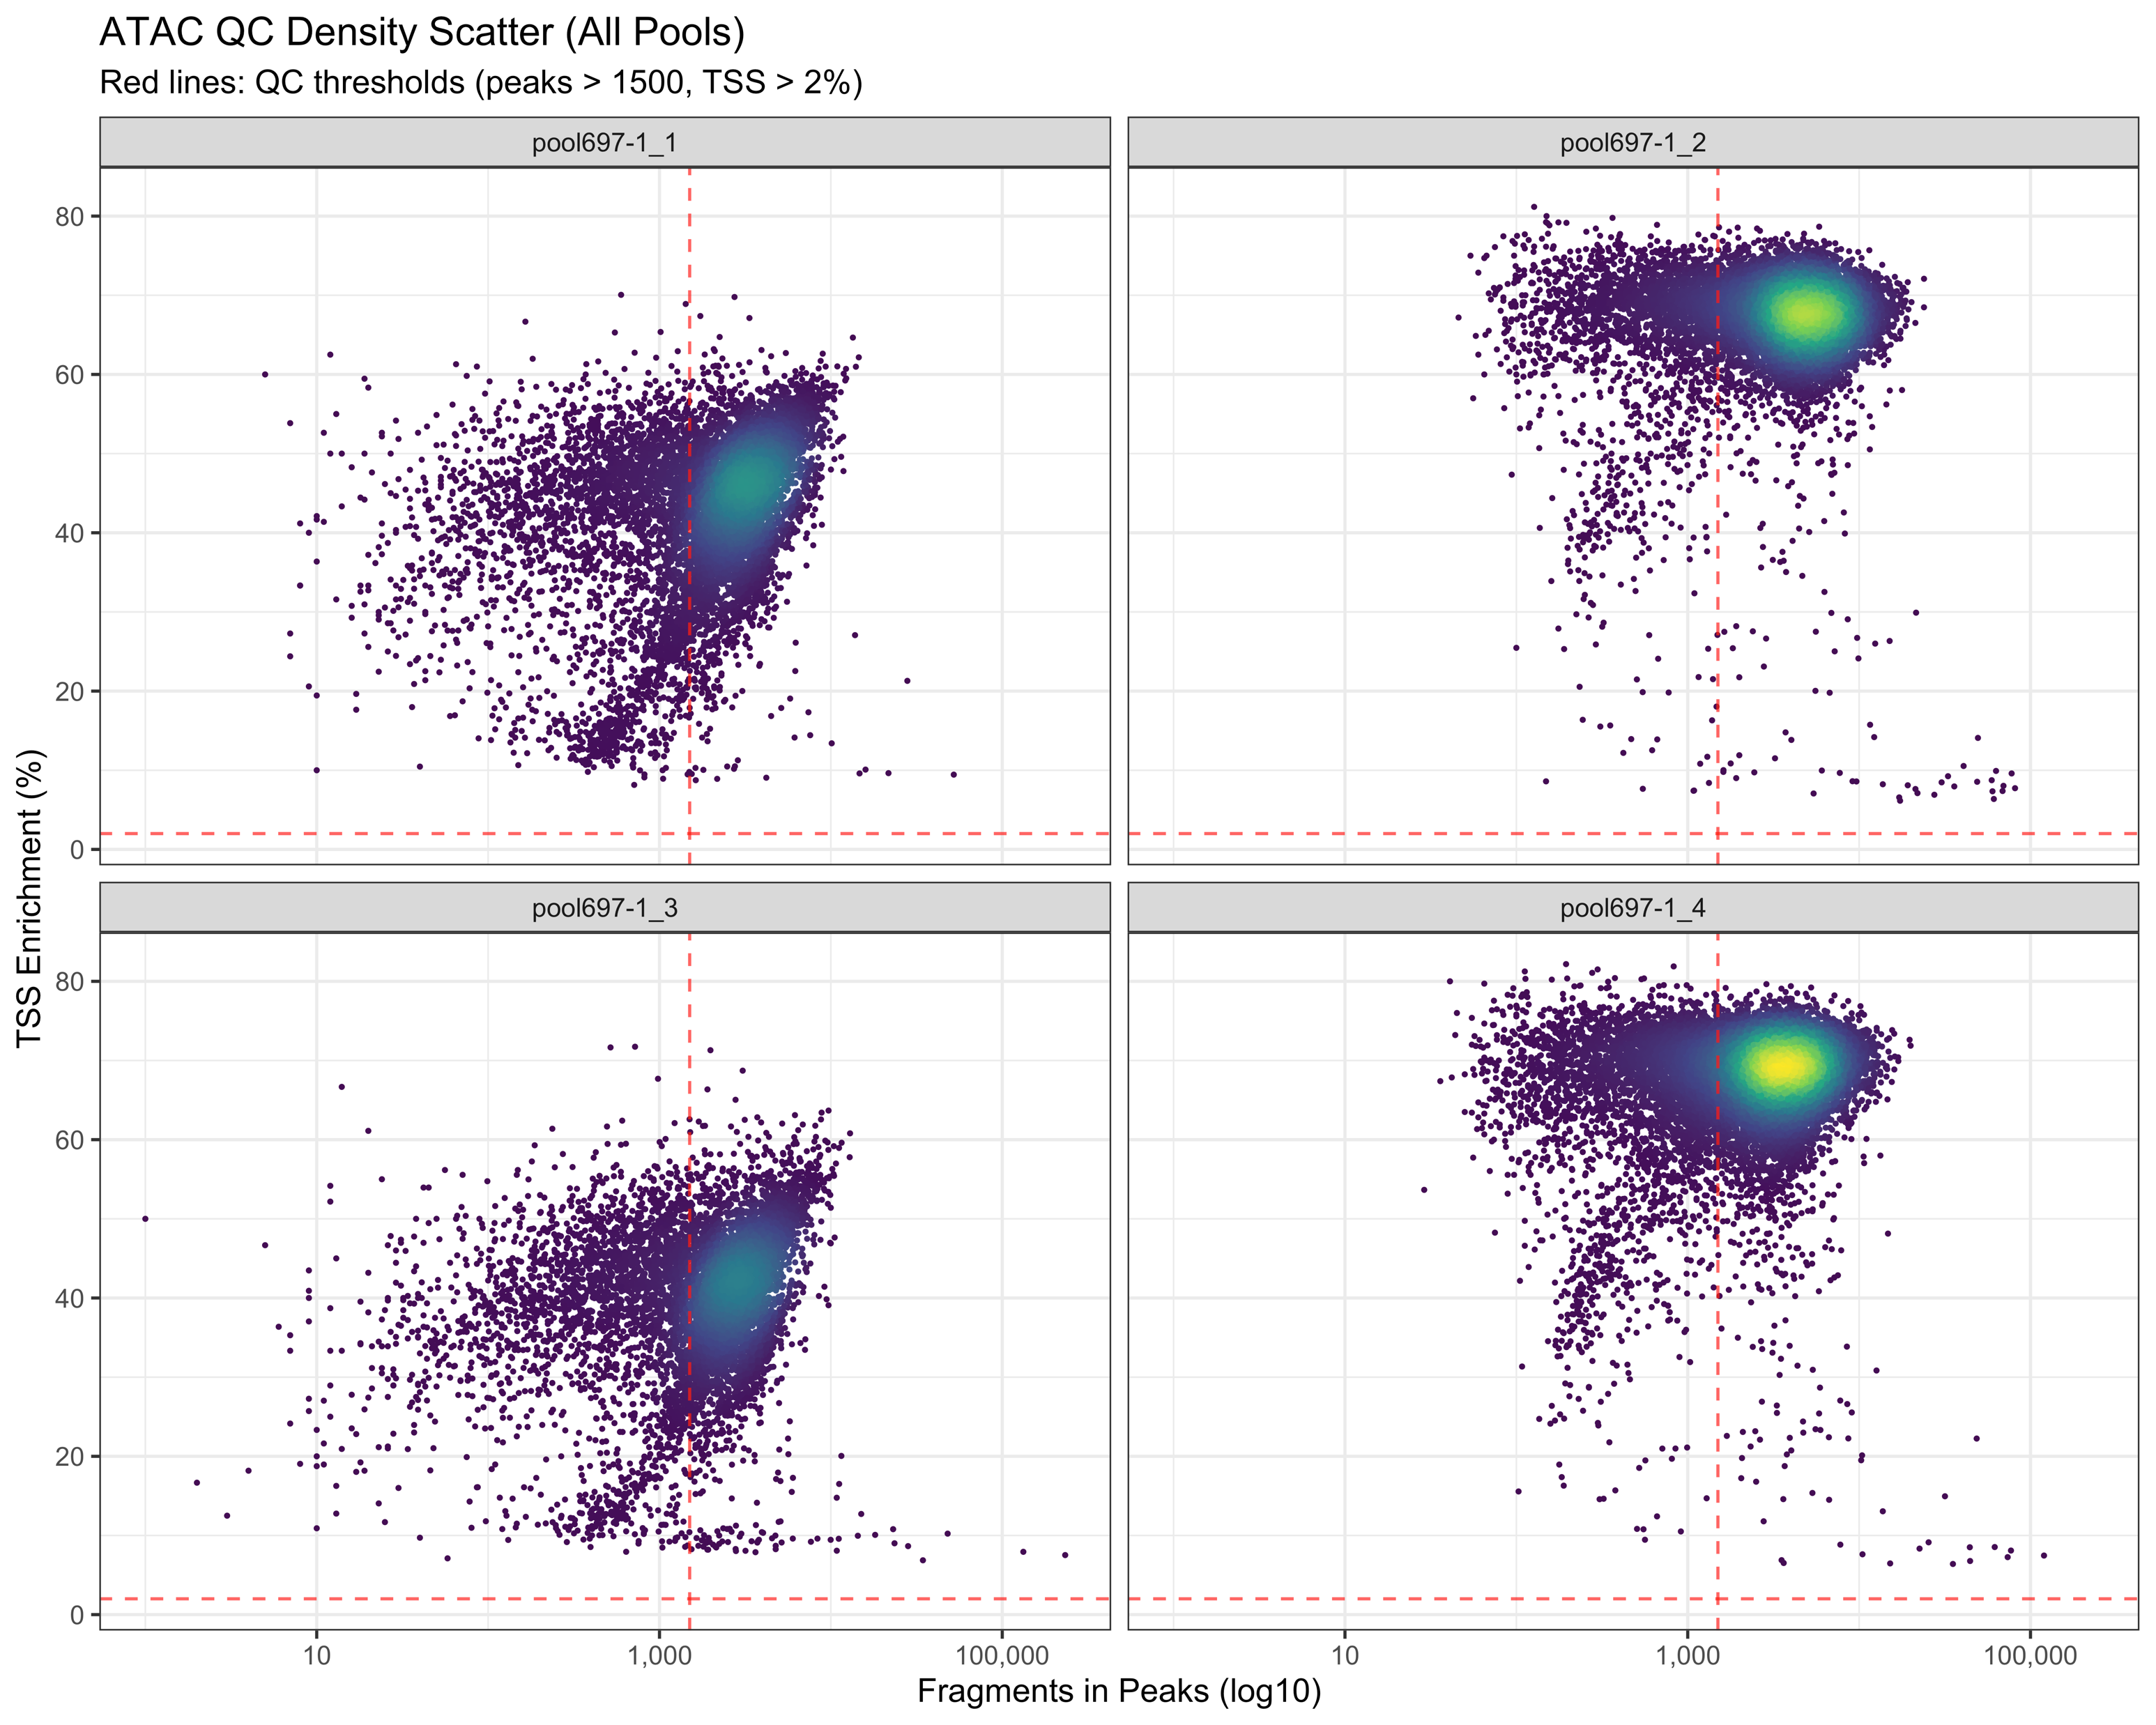 ATAC QC Density Scatter (All Pools)
Red lines: QC thresholds (peaks > 1500, TSS > 2%)
pool697-1_1
pool697-1_2
80
60
40
20
0
pool697-1_3
pool697-1_4
80
60
40
20
0
TSS Enrichment (%)
10
1,000
100,000
10
1,000
100,000
Fragments in Peaks (log10)